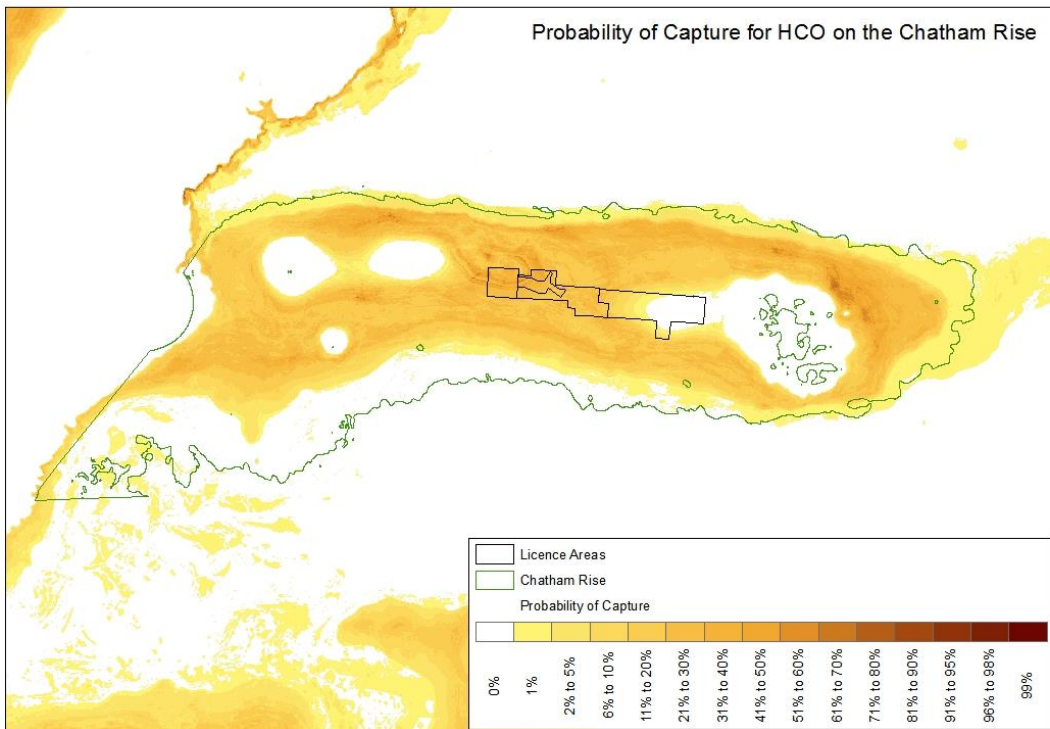 Probability of Capture for HCO on the Chatham Rise
Licence Areas
Chatham Rise
Probability of Capture
0%
1%
2% to 5%
6% to 10%
11% to 20%
21% to 30%
31% to 40%
41% to 50%
51% to 60%
61% to 70%
71% to 80%
81% to 90%
91% to 95%
96% to 98%
99%